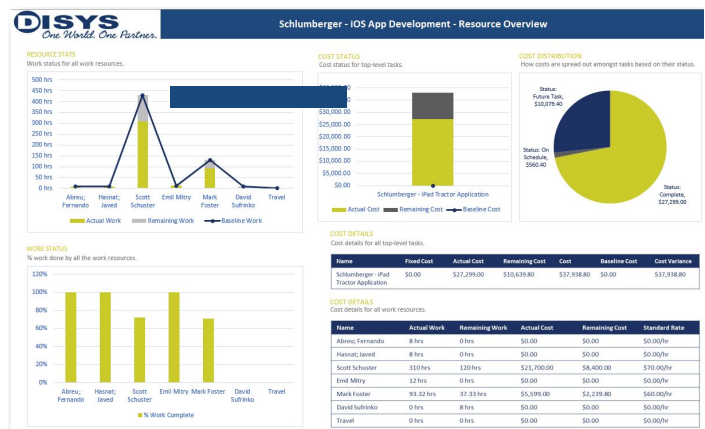 DISYS
One World. One Partner.
Schlumberger - iOS App Development - Resource Overview
RESOURCE STATS
Work status for all work resources.
500 hrs
450 hrs
400 hrs
350 hrs
300 hrs
250 hrs
200 hrs
150 hrs
100 hrs
50 hrs
0 hrs
Abreu; Fernando
Hasnat; Javed
Scott Schuster
Emil Mitry
Mark Foster
David Sufrinko
Travel
Actual Work Remaining Work Baseline Work
COST STATUS
Cost status for top-level tasks.
$30,000.00
$25,000.00
$20,000.00
$15,000.00
$10,000.00
$5,000.00
$0.00
Schlumberger - iPad Tractor Application
Actual Cost Remaining Cost Baseline Cost
COST DISTRIBUTION
How costs are spread out amongst tasks based on their status.
Status: Future Task, $10,079.40
Status: On Schedule, $560.40
Status: Complete, $27,299.00
WORK STATUS
% work done by all the work resources.
120%
100%
80%
60%
40%
20%
0%
Abreu; Fernando
Hasnat; Javed
Scott Schuster
Emil Mitry
Mark Foster
David Sufrinko
Travel
% Work Complete
COST DETAILS
Cost details for all top-level tasks.
Name Fixed Cost Actual Cost Remaining Cost Cost Baseline Cost Cost Variance
Schlumberger - iPad Tractor Application $0.00 $27,299.00 $10,639.80 $37,938.80 $0.00 $37,938.80
COST DETAILS
Cost details for all work resources.
Name Actual Work Remaining Work Actual Cost Remaining Cost Standard Rate
Abreu; Fernando 8 hrs 0 hrs $0.00 $0.00 $0.00/hr
Hasnat; Javed 8 hrs 0 hrs $0.00 $0.00 $0.00/hr
Scott Schuster 310 hrs 120 hrs $21,700.00 $8,400.00 $70.00/hr
Emil Mitry 12 hrs 0 hrs $0.00 $0.00 $0.00/hr
Mark Foster 93.32 hrs 37.33 hrs $5,599.00 $2,239.80 $60.00/hr
David Sufrinko 0 hrs 8 hrs $0.00 $0.00 $0.00/hr
Travel 0 hrs 0 hrs $0.00 $0.00 $0.00/hr